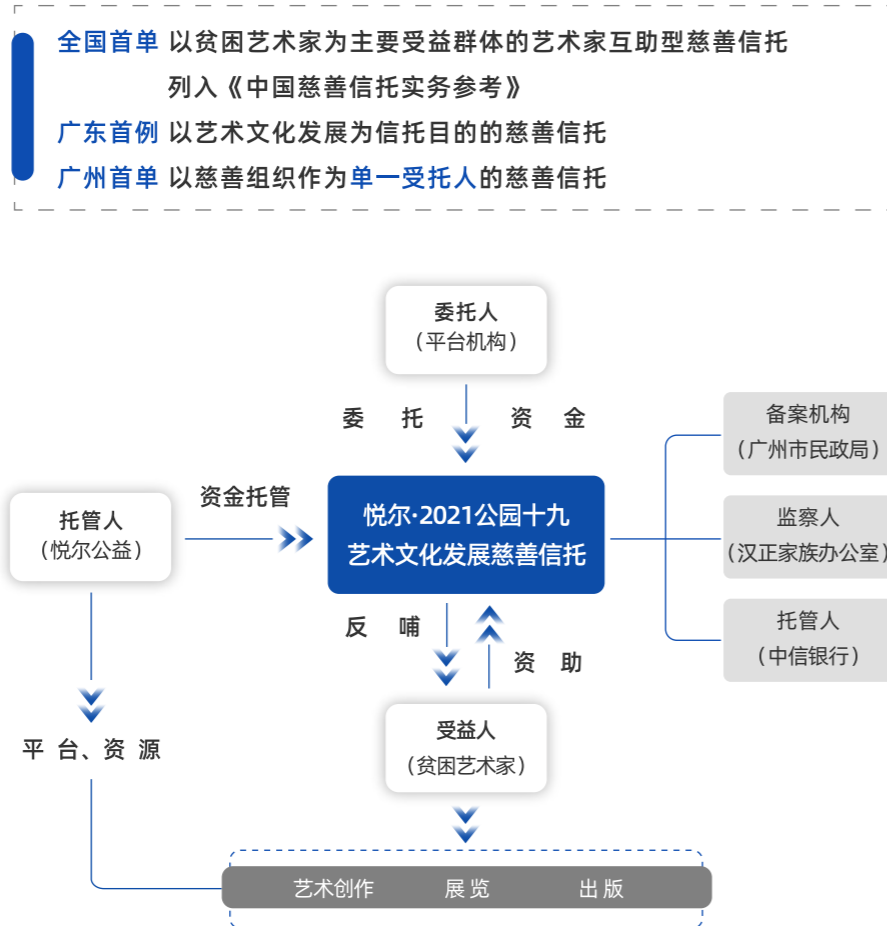 全国首单 以贫困艺术家为主要受益群体的艺术家互助型慈善信托
列入《中国慈善信托实务参考》
广东首例 以艺术文化发展为信托目的的慈善信托
广州首单 以慈善组织作为单一受托人的慈善信托
委托人
（平台机构）
委 托 资 金
备案机构
（广州市民政局）
资金托管
托管人
（悦尔公益）
悦尔·2021公园十九
艺术文化发展慈善信托
监察人
（汉正家族办公室）
托管人
（中信银行）
反 哺
资 助
受益人
（贫困艺术家）
平 台、资 源
艺术创作 展 览 出 版